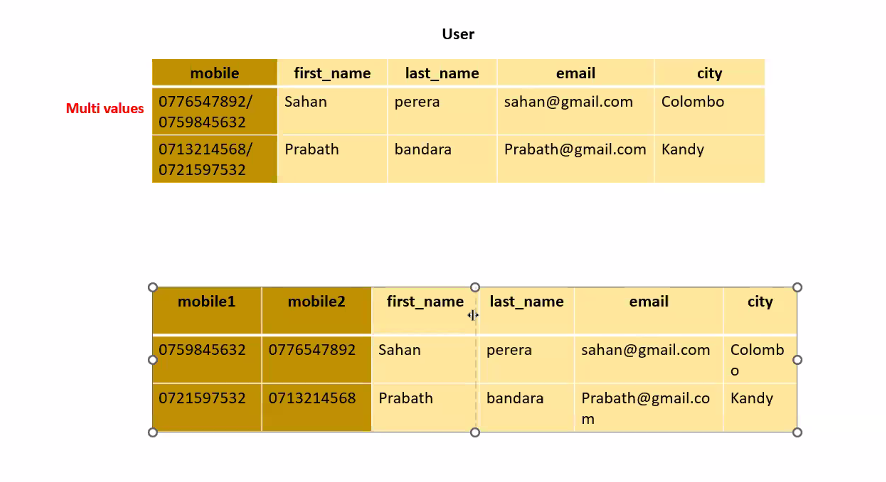 User
mobile first_name last_name email city
Multi values
0776547892/ Sahan perera sahan@gmail.com Colombo
0759845632
0713214568/ Prabath bandara Prabath@gmail.com Kandy
0721597532
mobile1 mobile2 first_name last_name email city
0759845632 0776547892 Sahan perera sahan@gmail.com Colomb
o
0721597532 0713214568 Prabath bandara Prabath@gmail.co Kandy
m